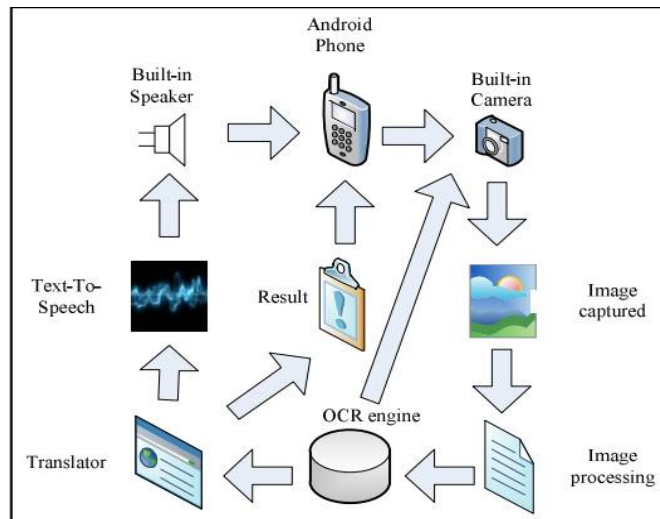 Android
Phone
Built-in
Speaker
Built-in
Camera
Text-To-
Speech
Result
Image
captured
OCR engine
Translator
Image
processing